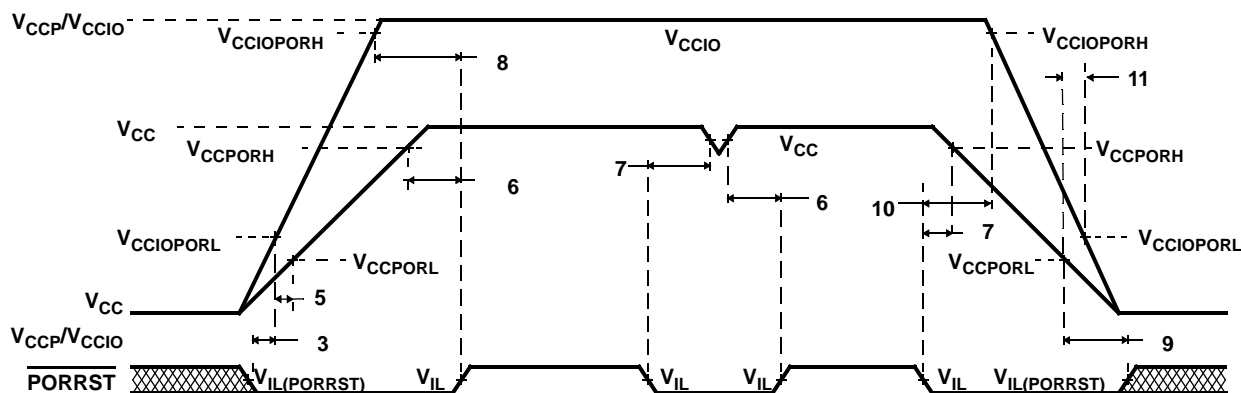 VCCP/VCCIO
VCCIOPORH
VCCIO
VCCIOPORH
8
11
VCC
VCCPORH
VCC
VCCPORH
7
6
6
10
7
VCCIOPORL
VCCPORL
VCCPORL
VCCIOPORL
VCC
5
VCCP/VCCIO
3
9
PORRST
VIL(PORRST)
VIL
VIL
VIL
VIL
VIL(PORRST)